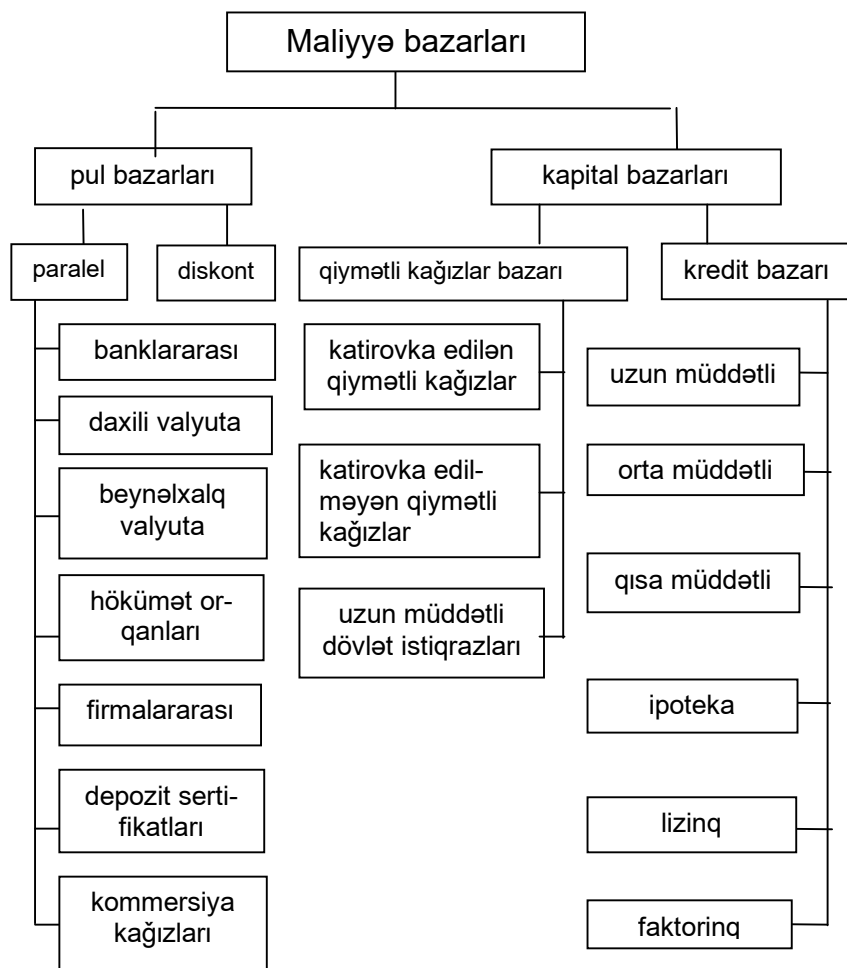 Maliyyə bazarları
pul bazarları
kapital bazarları
paralel
diskont
qiymətli kağızlar bazarı
kredit bazarı
banklararası
daxili valyuta
beynəlxalq
valyuta
hökümət or-
qanları
firmalararası
depozit serti-
fikatları
kommersiya
kağızları
katirovka edilən
qiymətli kağızlar
katirovka edil-
məyən qiymətli
kağızlar
uzun müddətli
dövlət istiqrazları
uzun müddətli
orta müddətli
qısa müddətli
ipoteka
lizinq
faktorinq